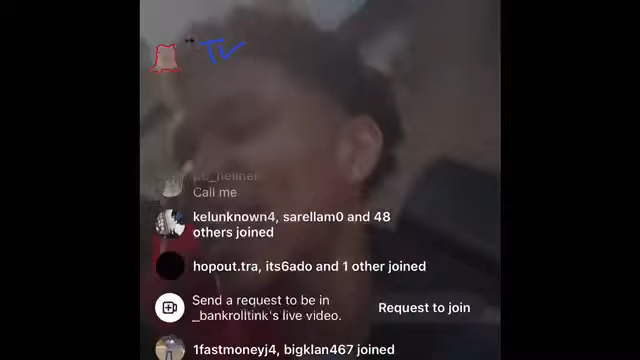 TV
Call me
kelunknown4, sarellam0 and 48
others joined
hopout.tra, its6ado and 1 other joined
Send a request to be in
_bankrolltink's live video.
Request to join
1fastmoneyj4, bigklan467 joined